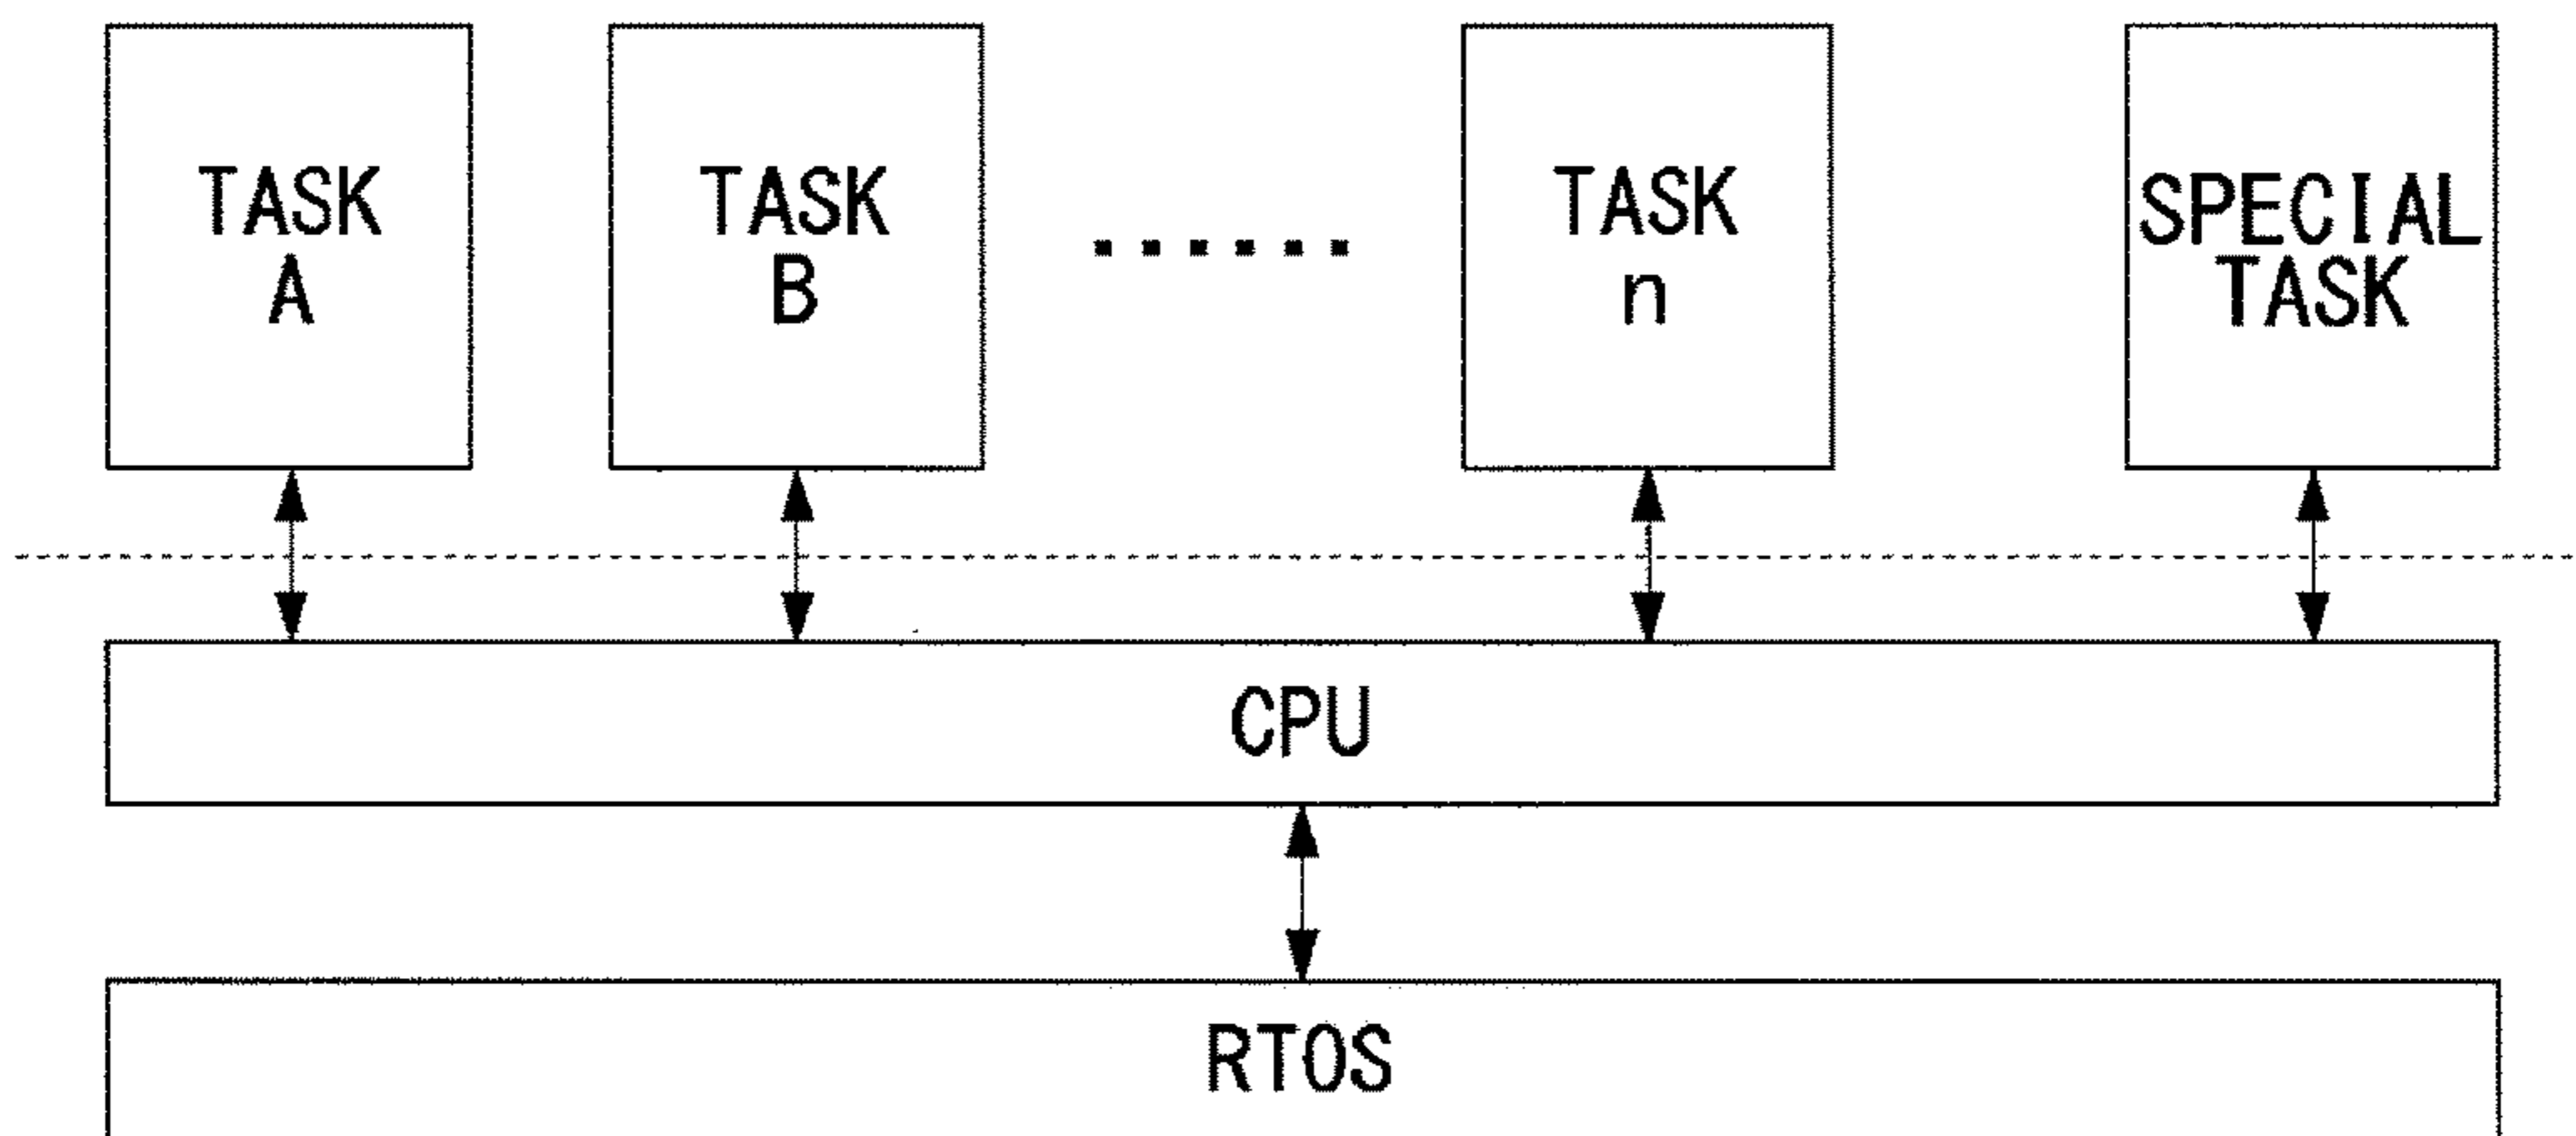 TASK
A
TASK
B
......
TASK
n
SPECIAL
TASK
CPU
RTOS